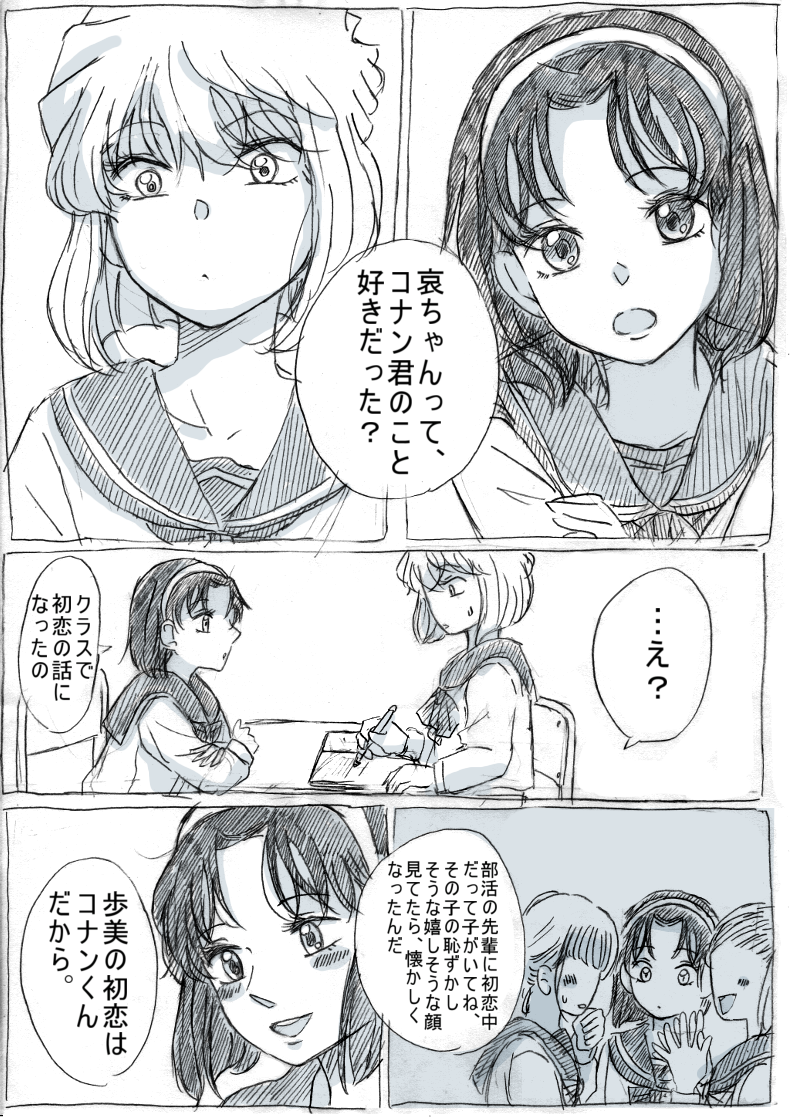 哀ちゃんって、
コナン君のこと
好きだった？
…え？
クラスで
初恋の話に
なったの
部活の先輩に初恋中
だって子がいてね、
その子の恥ずかし
そうな嬉しそうな顔
見てたら、懐かしく
なったんだ
歩美の初恋は
コナンくん
だから。